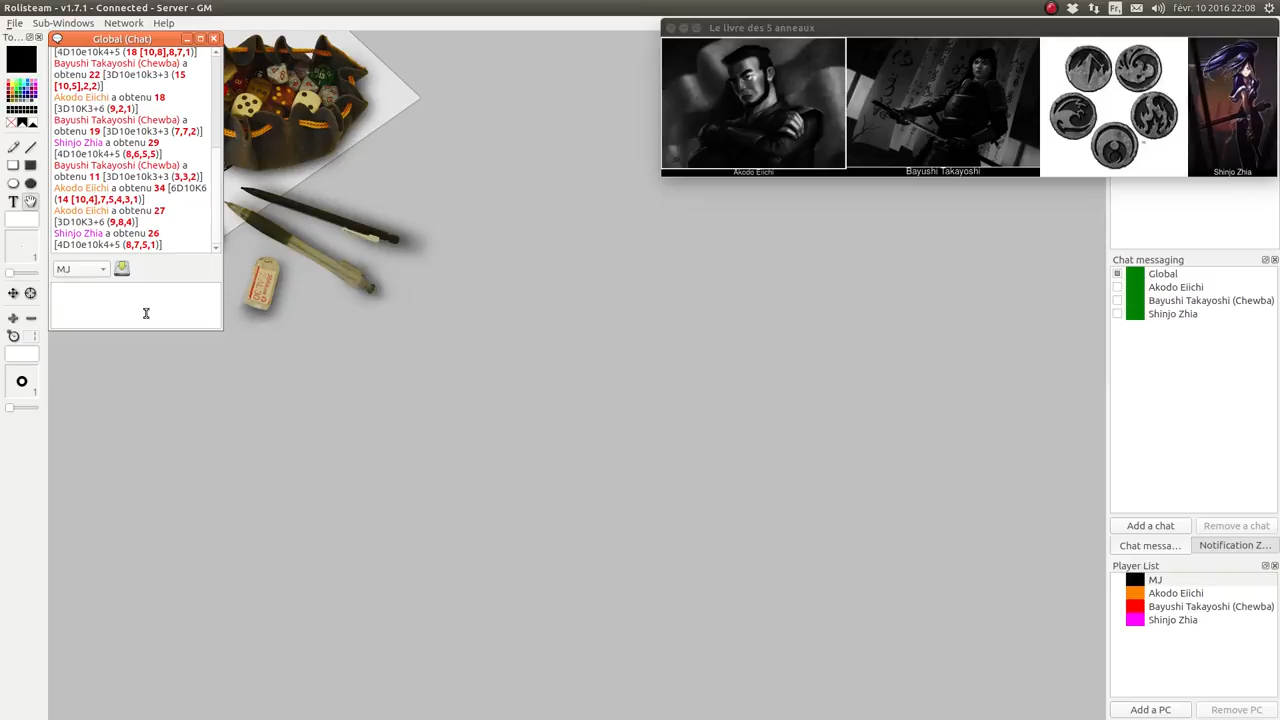 Rolisteam - v1.7.1 - Connected - Server - GM
Fr
févr. 10 2016 22:08
File Sub-Windows Network Help
To...
Global (Chat)
[4D10e10k4+5 (18 [10,8],8,7,1)]
Bayushi Takayoshi (Chewba) a
obtenu 22 [3D10e10k3+3 (15
[10,5],2,2)]
Akodo Eiichi a obtenu 18
[3D10K3+6 (9,2,1)]
Bayushi Takayoshi (Chewba) a
obtenu 19 [3D10e10k3+3 (7,7,2)]
Shinjo Zhia a obtenu 29
[4D10e10k4+5 (8,6,5,5)]
Bayushi Takayoshi (Chewba) a
obtenu 11 [3D10e10k3+3 (3,3,2)]
Akodo Eiichi a obtenu 34 [6D10K6
(14 [10,4],7,5,4,3,1)]
Akodo Eiichi a obtenu 27
[3D10K3+6 (9,8,4)]
Shinjo Zhia a obtenu 26
[4D10e10k4+5 (8,7,5,1)]
MJ
T
1
1
Le livre des 5 anneaux
Akodo Eiichi
Bayushi Takayoshi
Shinjo Zhia
Chat messaging
Global
Akodo Eiichi
Bayushi Takayoshi (Chewba)
Shinjo Zhia
Add a chat
Remove a chat
Chat messa...
Notification Z...
Player List
MJ
Akodo Eiichi
Bayushi Takayoshi (Chewba)
Shinjo Zhia
Add a PC
Remove PC